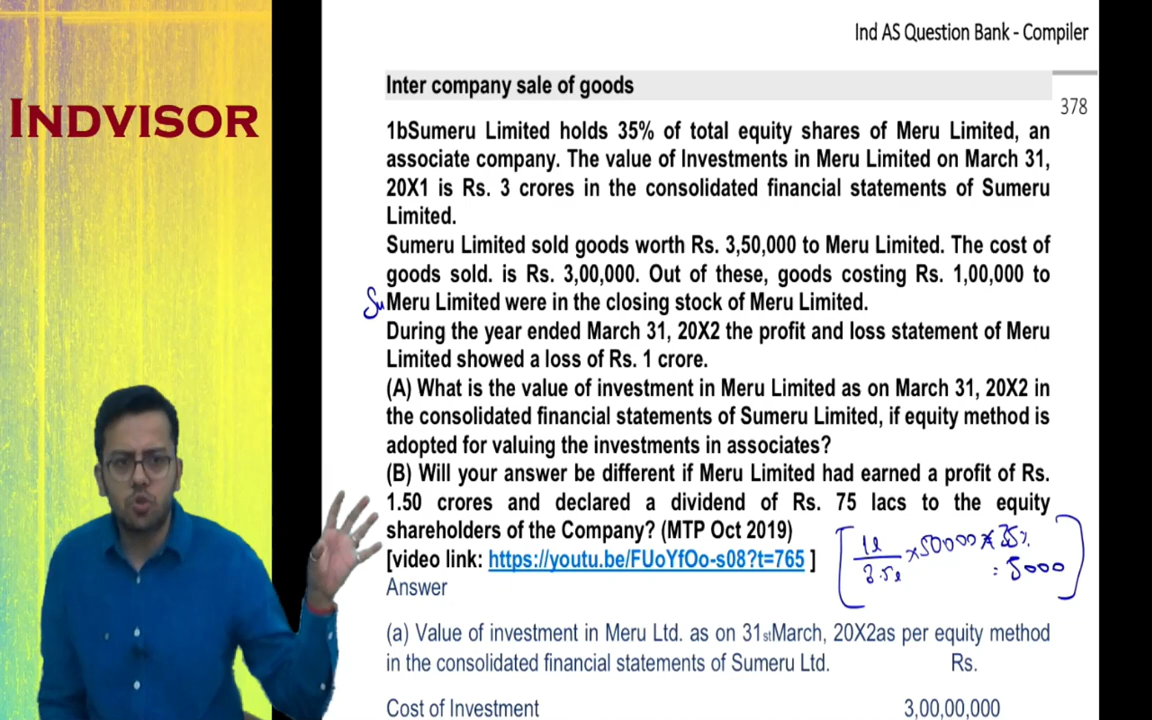 Ind AS Question Bank - Compiler
INDVISOR
Inter company sale of goods
378
1bSumeru Limited holds 35% of total equity shares of Meru Limited, an
associate company. The value of Investments in Meru Limited on March 31,
20X1 is Rs. 3 crores in the consolidated financial statements of Sumeru
Limited.
Sumeru Limited sold goods worth Rs. 3,50,000 to Meru Limited. The cost of
goods sold. is Rs. 3,00,000. Out of these, goods costing Rs. 1,00,000 to
Su Meru Limited were in the closing stock of Meru Limited.
During the year ended March 31, 20X2 the profit and loss statement of Meru
Limited showed a loss of Rs. 1 crore.
(A) What is the value of investment in Meru Limited as on March 31, 20X2 in
the consolidated financial statements of Sumeru Limited, if equity method is
adopted for valuing the investments in associates?
(B) Will your answer be different if Meru Limited had earned a profit of Rs.
1.50 crores and declared a dividend of Rs. 75 lacs to the equity
shareholders of the Company? (MTP Oct 2019)
[video link: https://youtu.be/FUoYfOo-s08?t=765 ]
1l
3.5l
× 50000 × 35%
= 5000
Answer
(a) Value of investment in Meru Ltd. as on 31stMarch, 20X2as per equity method
in the consolidated financial statements of Sumeru Ltd. Rs.
Cost of Investment 3,00,00,000